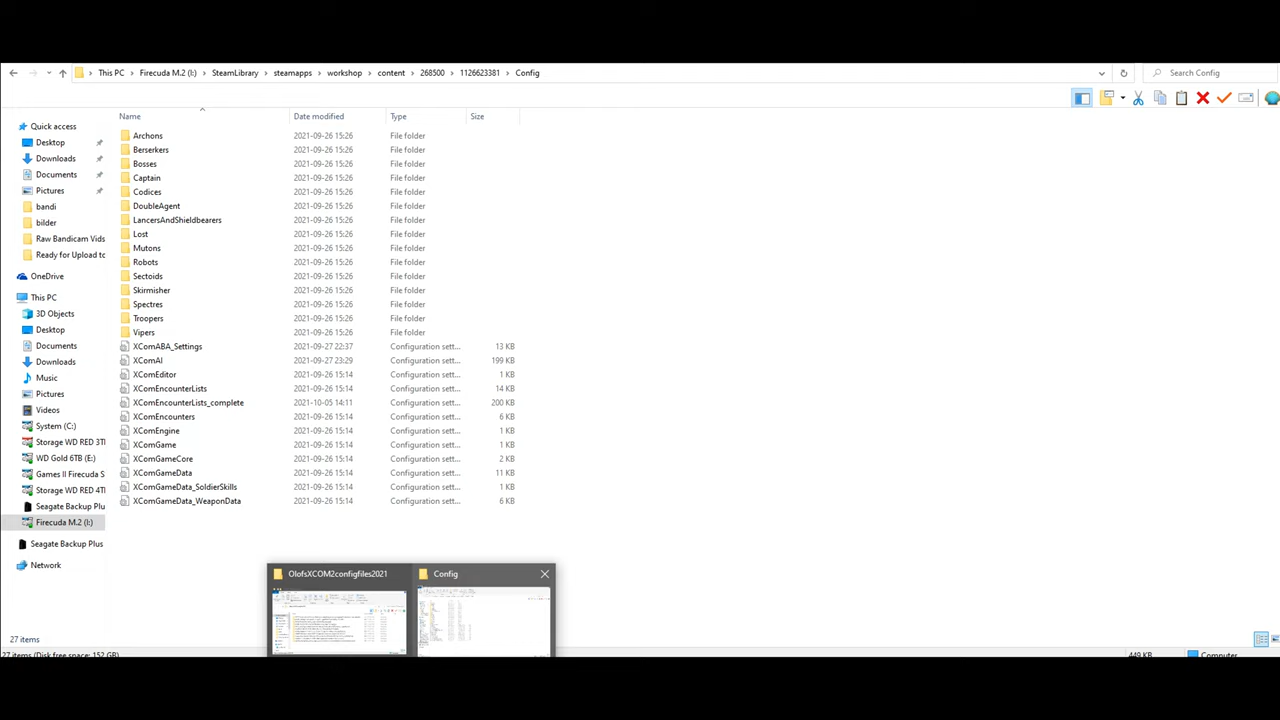 This PC > Firecuda M.2 (I:) > SteamLibrary > steamapps > workshop > content > 268500 > 1126623381 > Config
Search Config
Name Date modified Type Size
Quick access
Desktop
Downloads
Documents
Pictures
bandi
bilder
Raw Bandicam Vids
Ready for Upload to
OneDrive
This PC
3D Objects
Desktop
Documents
Downloads
Music
Pictures
Videos
System (C:)
Storage WD RED 3TI
WD Gold 6TB (E:)
Games II Firecuda S
Storage WD RED 4TI
Seagate Backup Plu
Firecuda M.2 (I:)
Seagate Backup Plus
Network
Archons 2021-09-26 15:26 File folder
Berserkers 2021-09-26 15:26 File folder
Bosses 2021-09-26 15:26 File folder
Captain 2021-09-26 15:26 File folder
Codices 2021-09-26 15:26 File folder
DoubleAgent 2021-09-26 15:26 File folder
LancersAndShieldbearers 2021-09-26 15:26 File folder
Lost 2021-09-26 15:26 File folder
Mutons 2021-09-26 15:26 File folder
Robots 2021-09-26 15:26 File folder
Sectoids 2021-09-26 15:26 File folder
Skirmisher 2021-09-26 15:26 File folder
Spectres 2021-09-26 15:26 File folder
Troopers 2021-09-26 15:26 File folder
Vipers 2021-09-26 15:26 File folder
XComABA_Settings 2021-09-27 22:37 Configuration sett... 13 KB
XComAI 2021-09-27 23:29 Configuration sett... 199 KB
XComEditor 2021-09-26 15:14 Configuration sett... 1 KB
XComEncounterLists 2021-09-26 15:14 Configuration sett... 14 KB
XComEncounterLists_complete 2021-10-05 14:11 Configuration sett... 200 KB
XComEncounters 2021-09-26 15:14 Configuration sett... 6 KB
XComEngine 2021-09-26 15:14 Configuration sett... 1 KB
XComGame 2021-09-26 15:14 Configuration sett... 1 KB
XComGameCore 2021-09-26 15:14 Configuration sett... 2 KB
XComGameData 2021-09-26 15:14 Configuration sett... 11 KB
XComGameData_SoldierSkills 2021-09-26 15:14 Configuration sett... 1 KB
XComGameData_WeaponData 2021-09-26 15:14 Configuration sett... 6 KB
OlofsXCOM2configfiles2021
Config
27 items
27 items (Disk free space: 152 GB)
449 KB
Computer